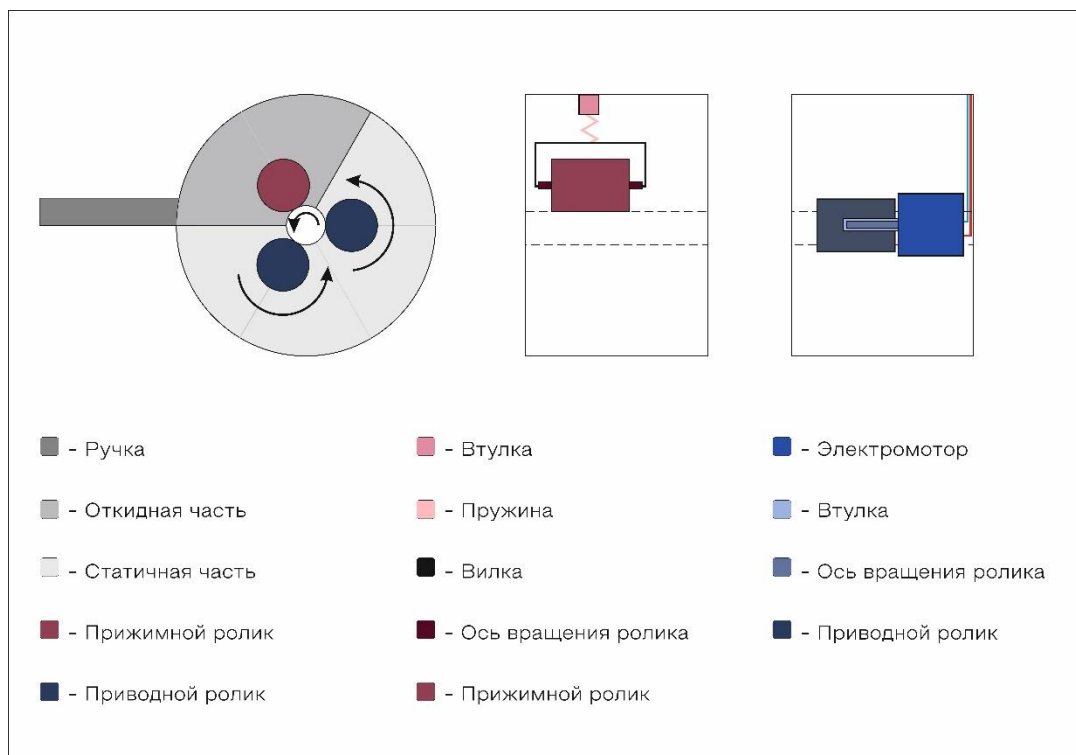 - Ручка
- Откидная часть
- Статичная часть
- Прижимной ролик
- Приводной ролик
- Втулка
- Пружина
- Вилка
- Ось вращения ролика
- Прижимной ролик
- Электромотор
- Втулка
- Ось вращения ролика
- Приводной ролик